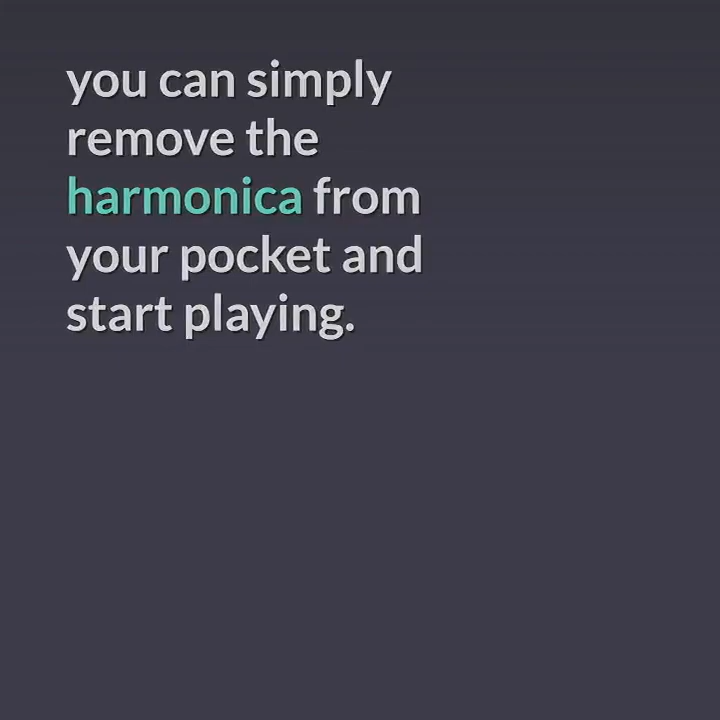 you can simply
remove the
harmonica from
your pocket and
start playing.